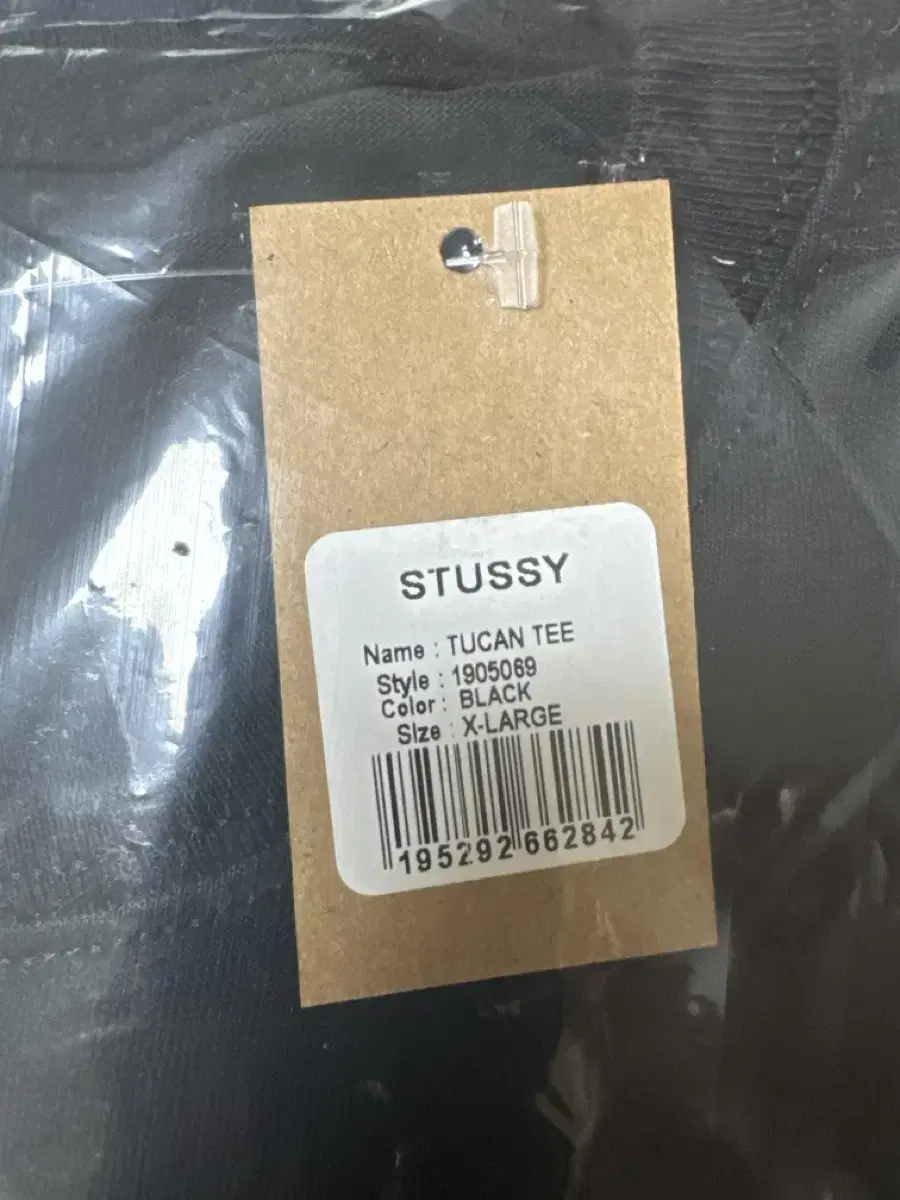 STUSSY
Name : TUCAN TEE
Style : 1905069
Color : BLACK
Size : X-LARGE
195292 662842